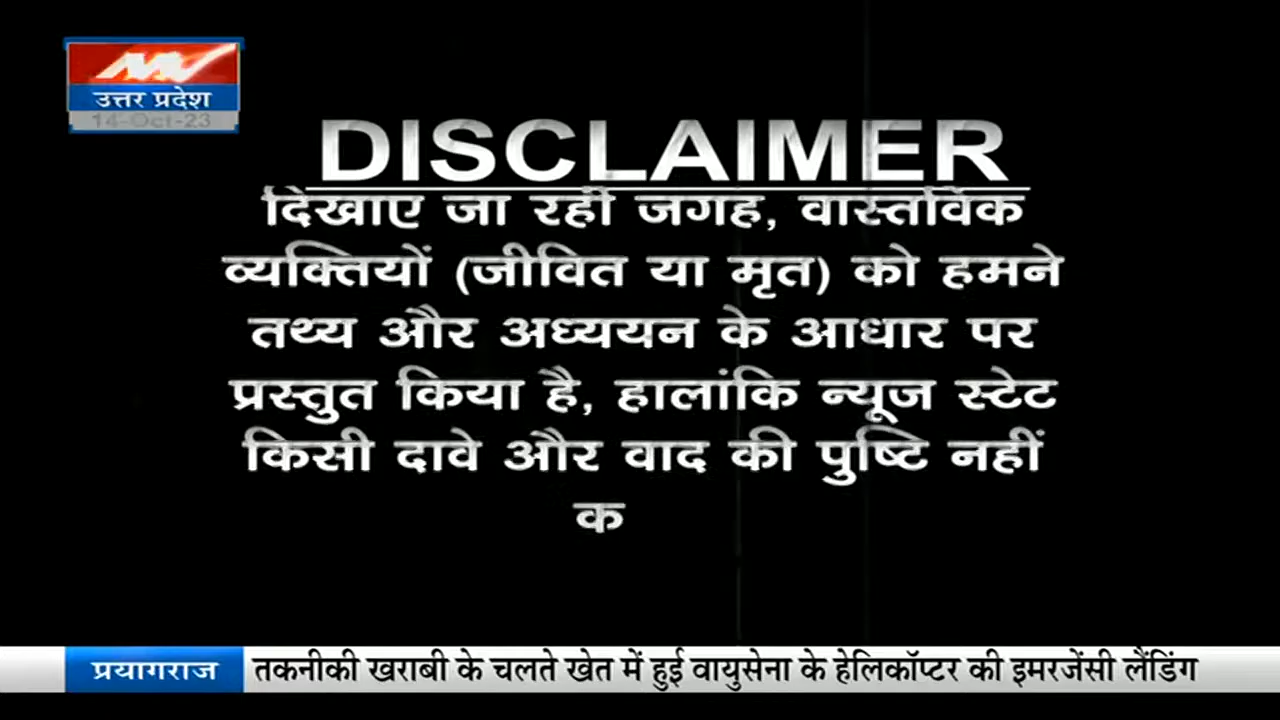 उत्तर प्रदेश
14-Oct-23
DISCLAIMER
दिखाए जा रही जगह, वास्तविक
व्यक्तियों (जीवित या मृत) को हमने
तथ्य और अध्ययन के आधार पर
प्रस्तुत किया है, हालांकि न्यूज स्टेट
किसी दावे और वाद की पुष्टि नहीं
क
प्रयागराज तकनीकी खराबी के चलते खेत में हुई वायुसेना के हेलिकॉप्टर की इमरजेंसी लैंडिंग